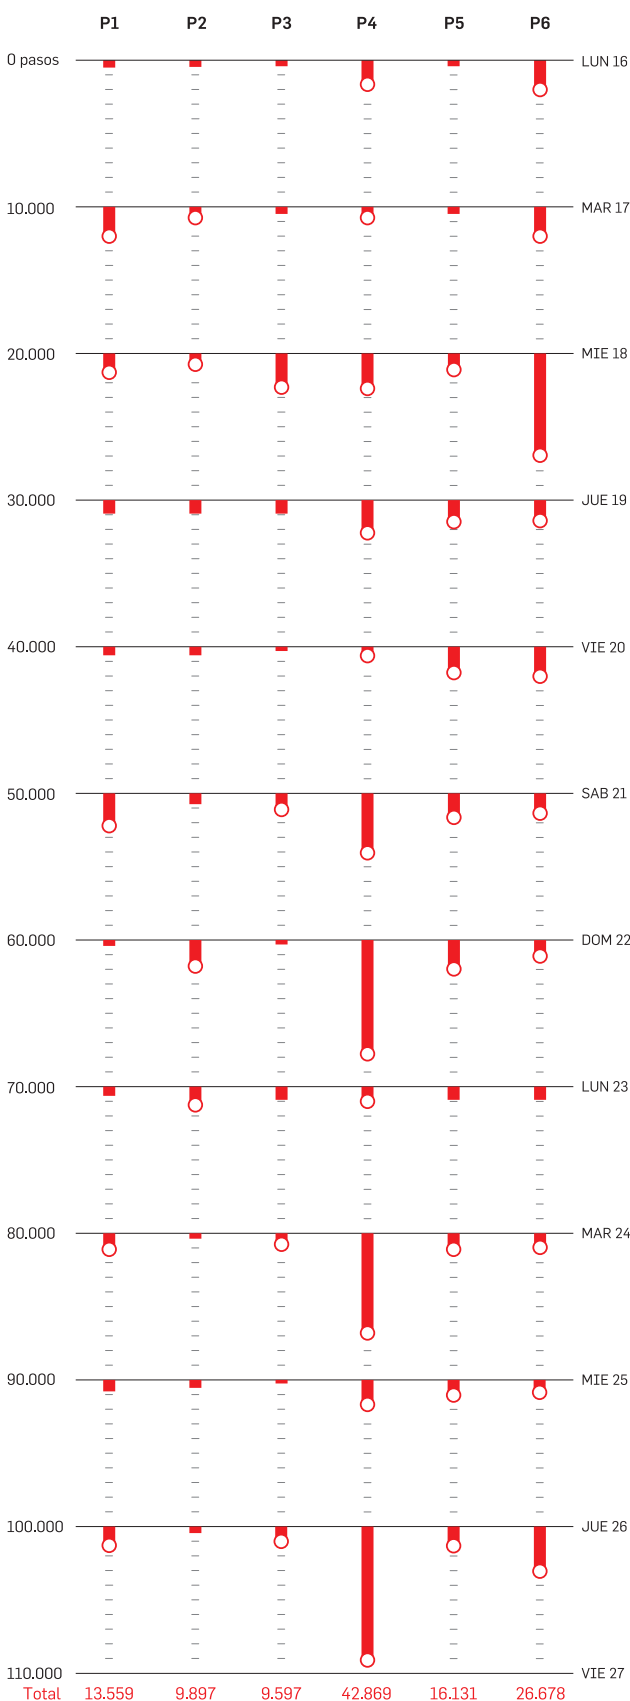 P1 P2 P3 P4 P5 P6
0 pasos LUN 16
10.000 MAR 17
20.000 MIE 18
30.000 JUE 19
40.000 VIE 20
50.000 SAB 21
60.000 DOM 22
70.000 LUN 23
80.000 MAR 24
90.000 MIE 25
100.000 JUE 26
110.000 VIE 27
Total 13.559 9.897 9.597 42.869 16.131 26.678